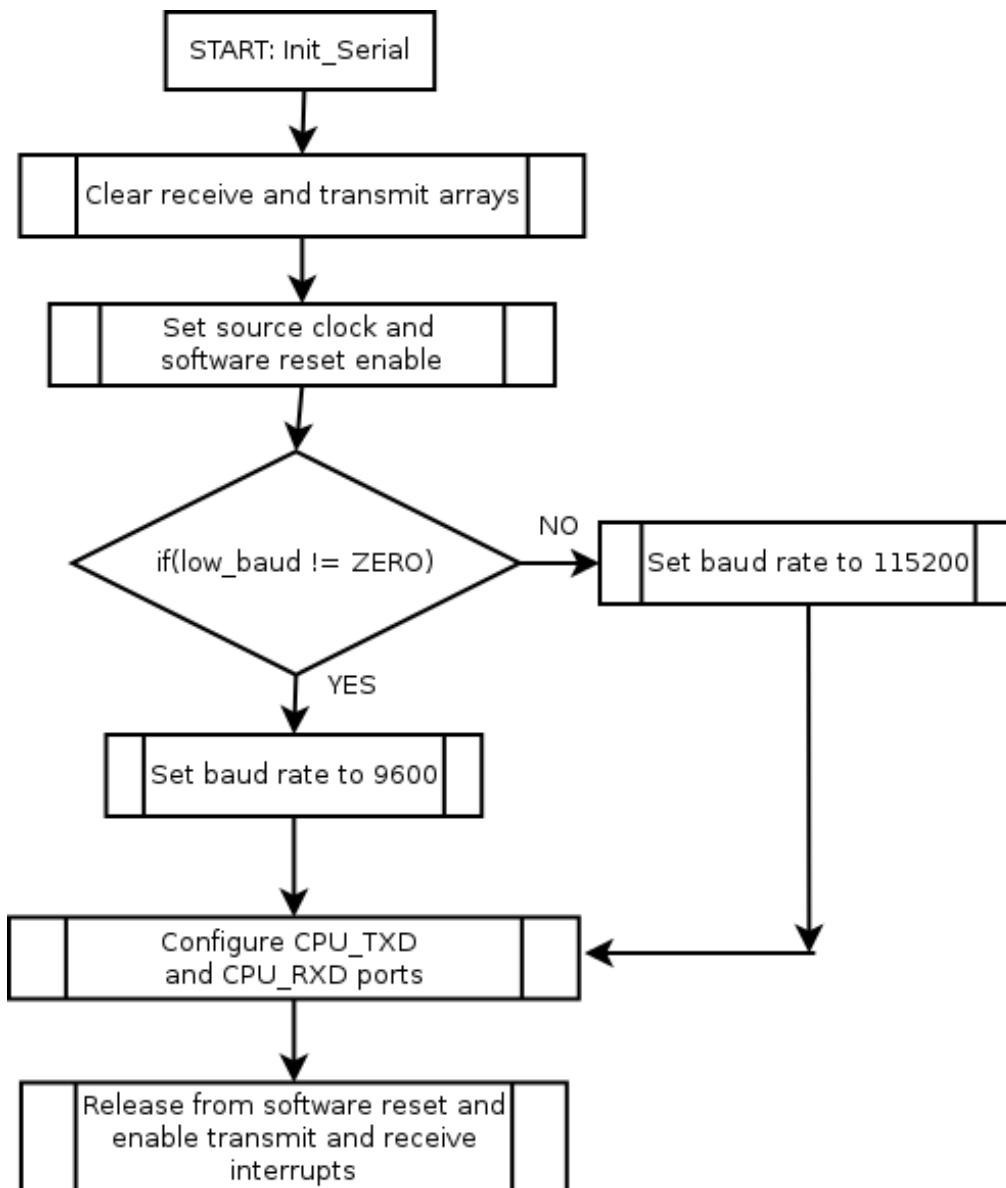 START: Init_Serial
Clear receive and transmit arrays
Set source clock and
software reset enable
if(low_baud != ZERO)
NO
Set baud rate to 115200
YES
Set baud rate to 9600
Configure CPU_TXD
and CPU_RXD ports
Release from software reset and
enable transmit and receive
interrupts